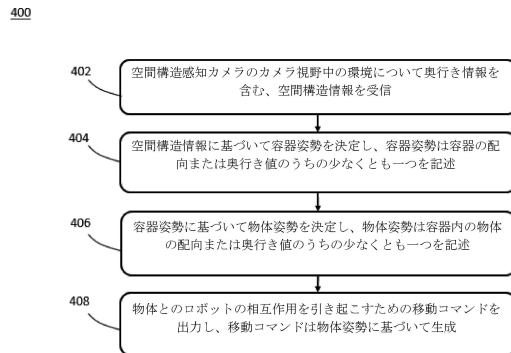 400
402
空間構造感知カメラのカメラ視野中の環境について奥行き情報を
含む、空間構造情報を受信
404
空間構造情報に基づいて容器姿勢を決定し、容器姿勢は容器の配
向または奥行き値のうちの少なくとも一つを記述
406
容器姿勢に基づいて物体姿勢を決定し、物体姿勢は容器内の物体
の配向または奥行き値のうちの少なくとも一つを記述
408
物体とのロボットの相互作用を引き起こすための移動コマンドを
出力し、移動コマンドは物体姿勢に基づいて生成